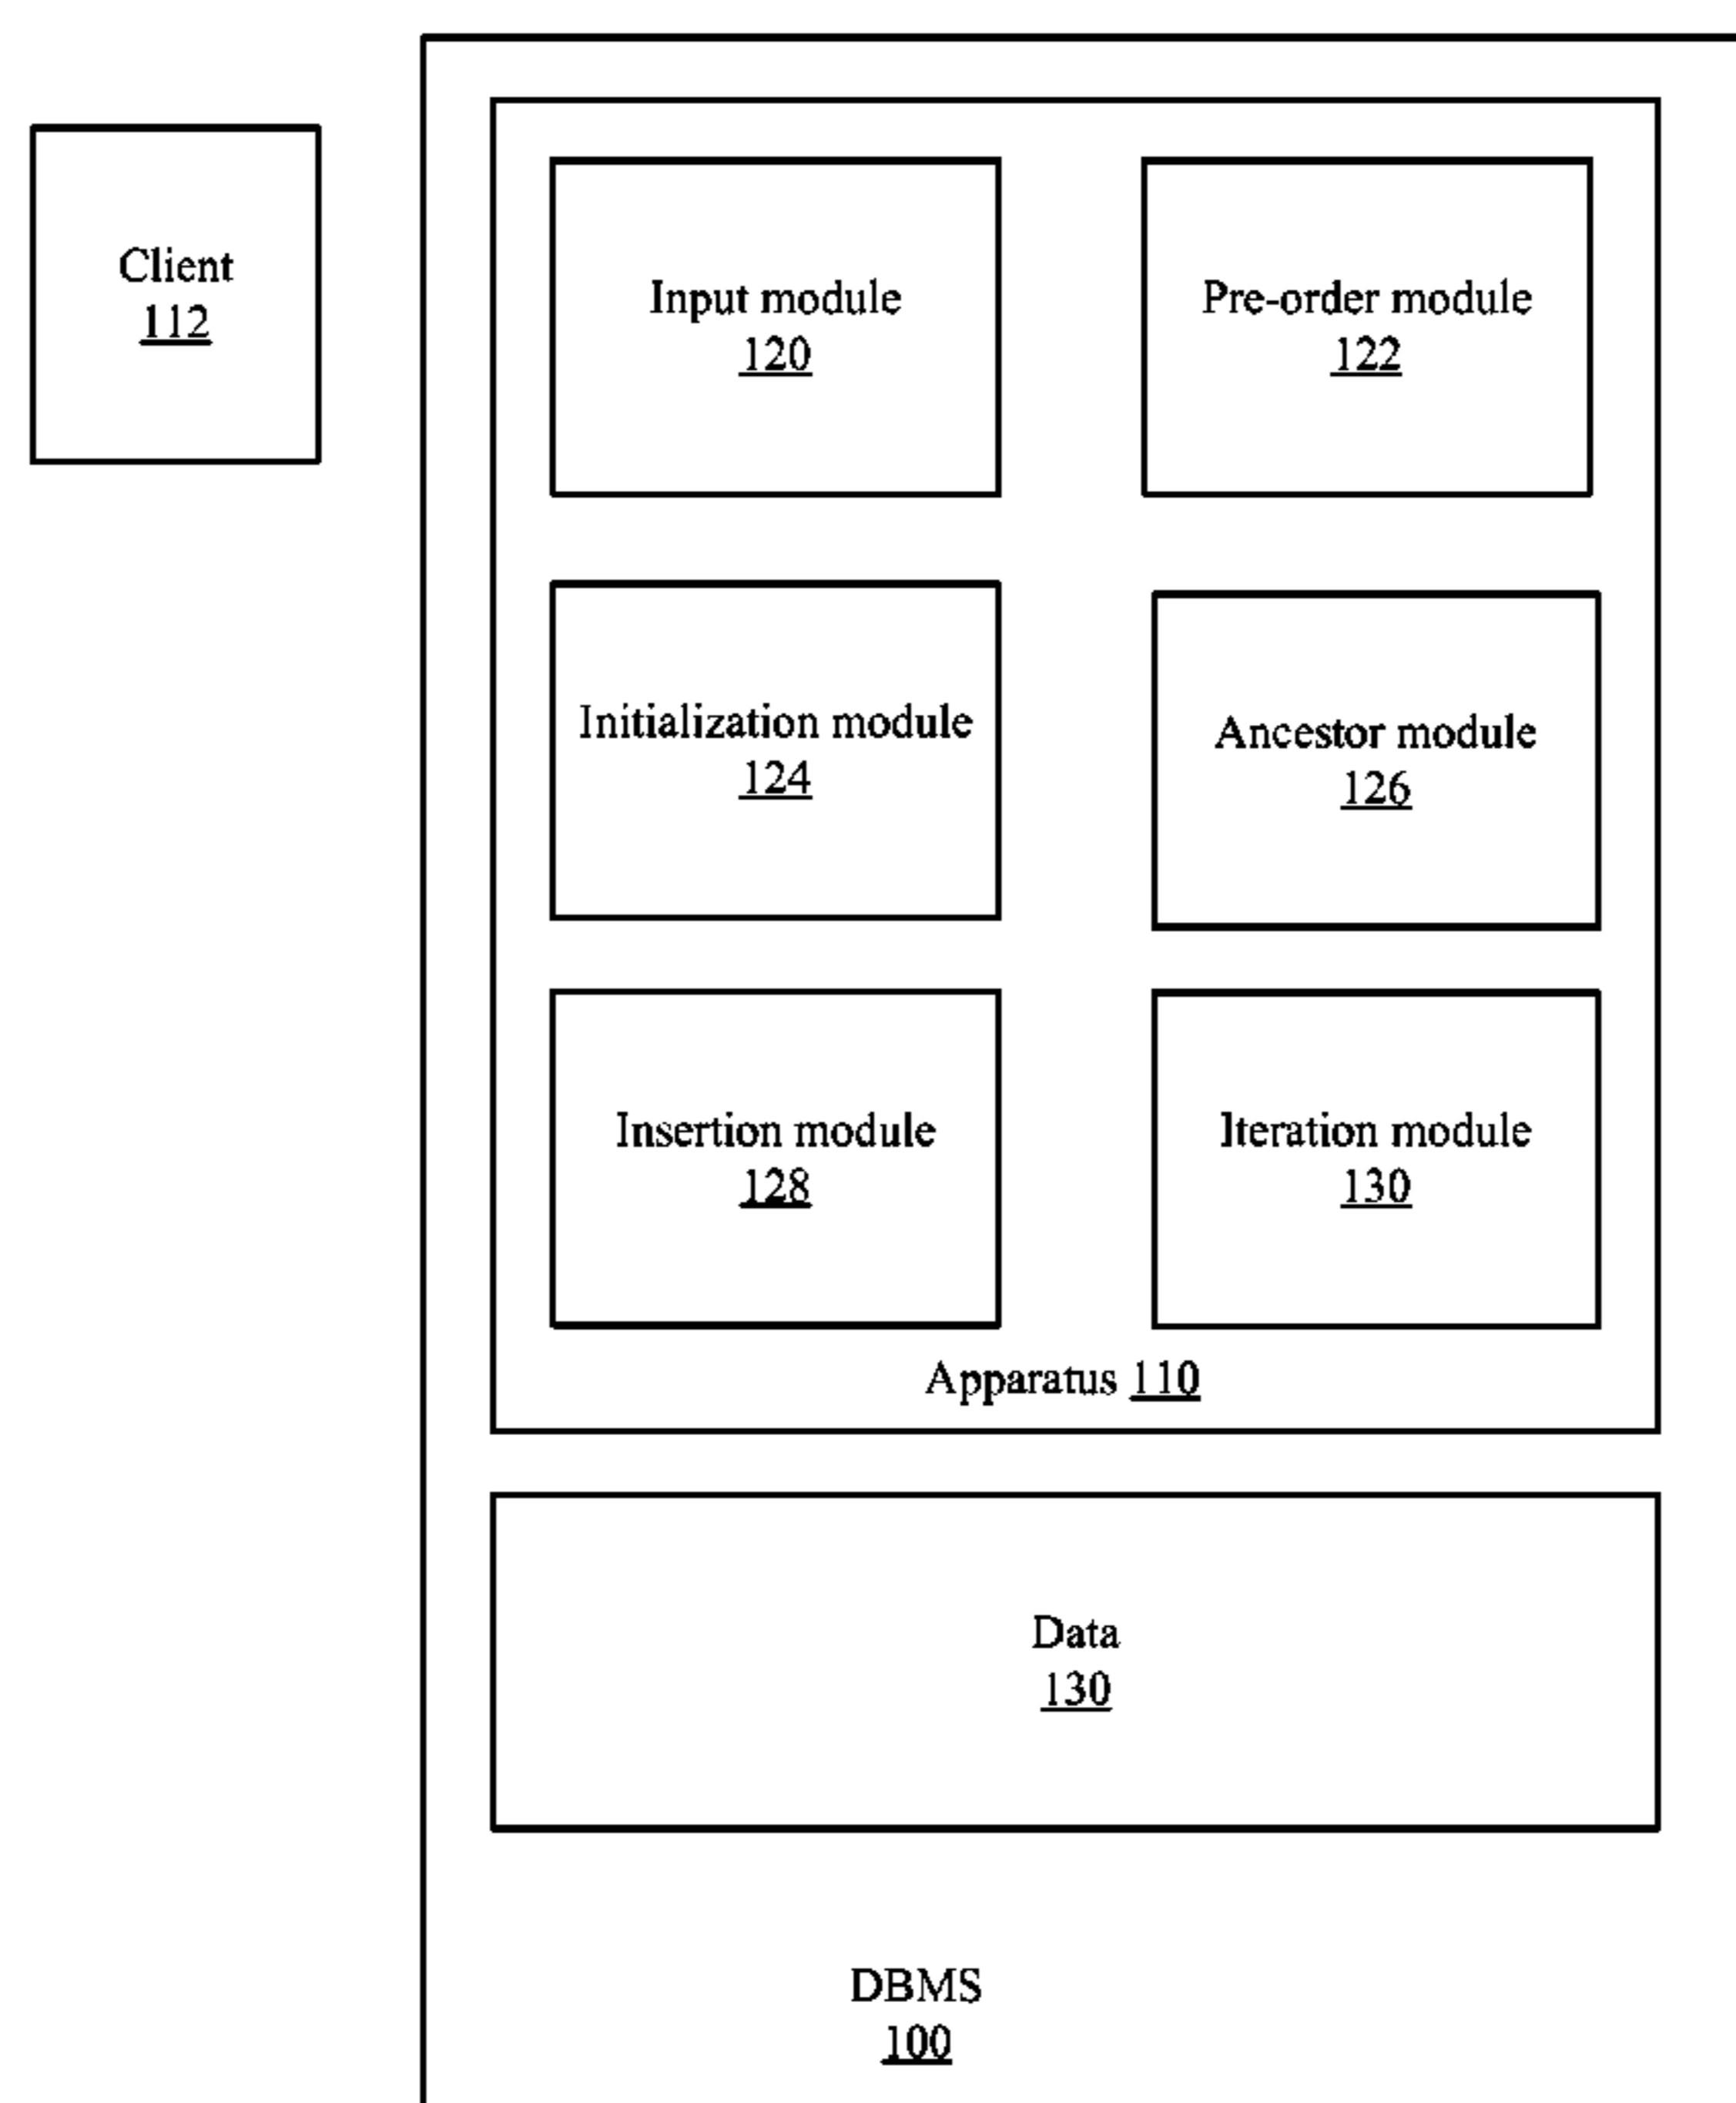 Client
112
Input module
120
Pre-order module
122
Initialization module
124
Ancestor module
126
Insertion module
128
Iteration module
130
Apparatus 110
Data
130
DBMS
100